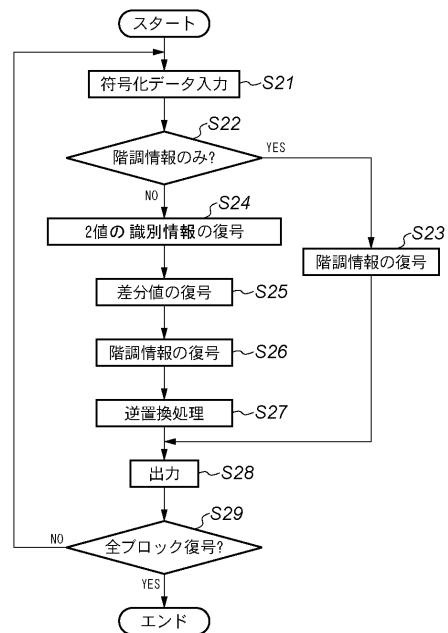 スタート
符号化データ入力
S21
階調情報のみ?
S22
YES
NO
2値の 識別情報の復号
S24
階調情報の復号
S23
差分値の復号
S25
階調情報の復号
S26
逆置換処理
S27
出力
S28
全ブロック復号?
S29
NO
YES
エンド